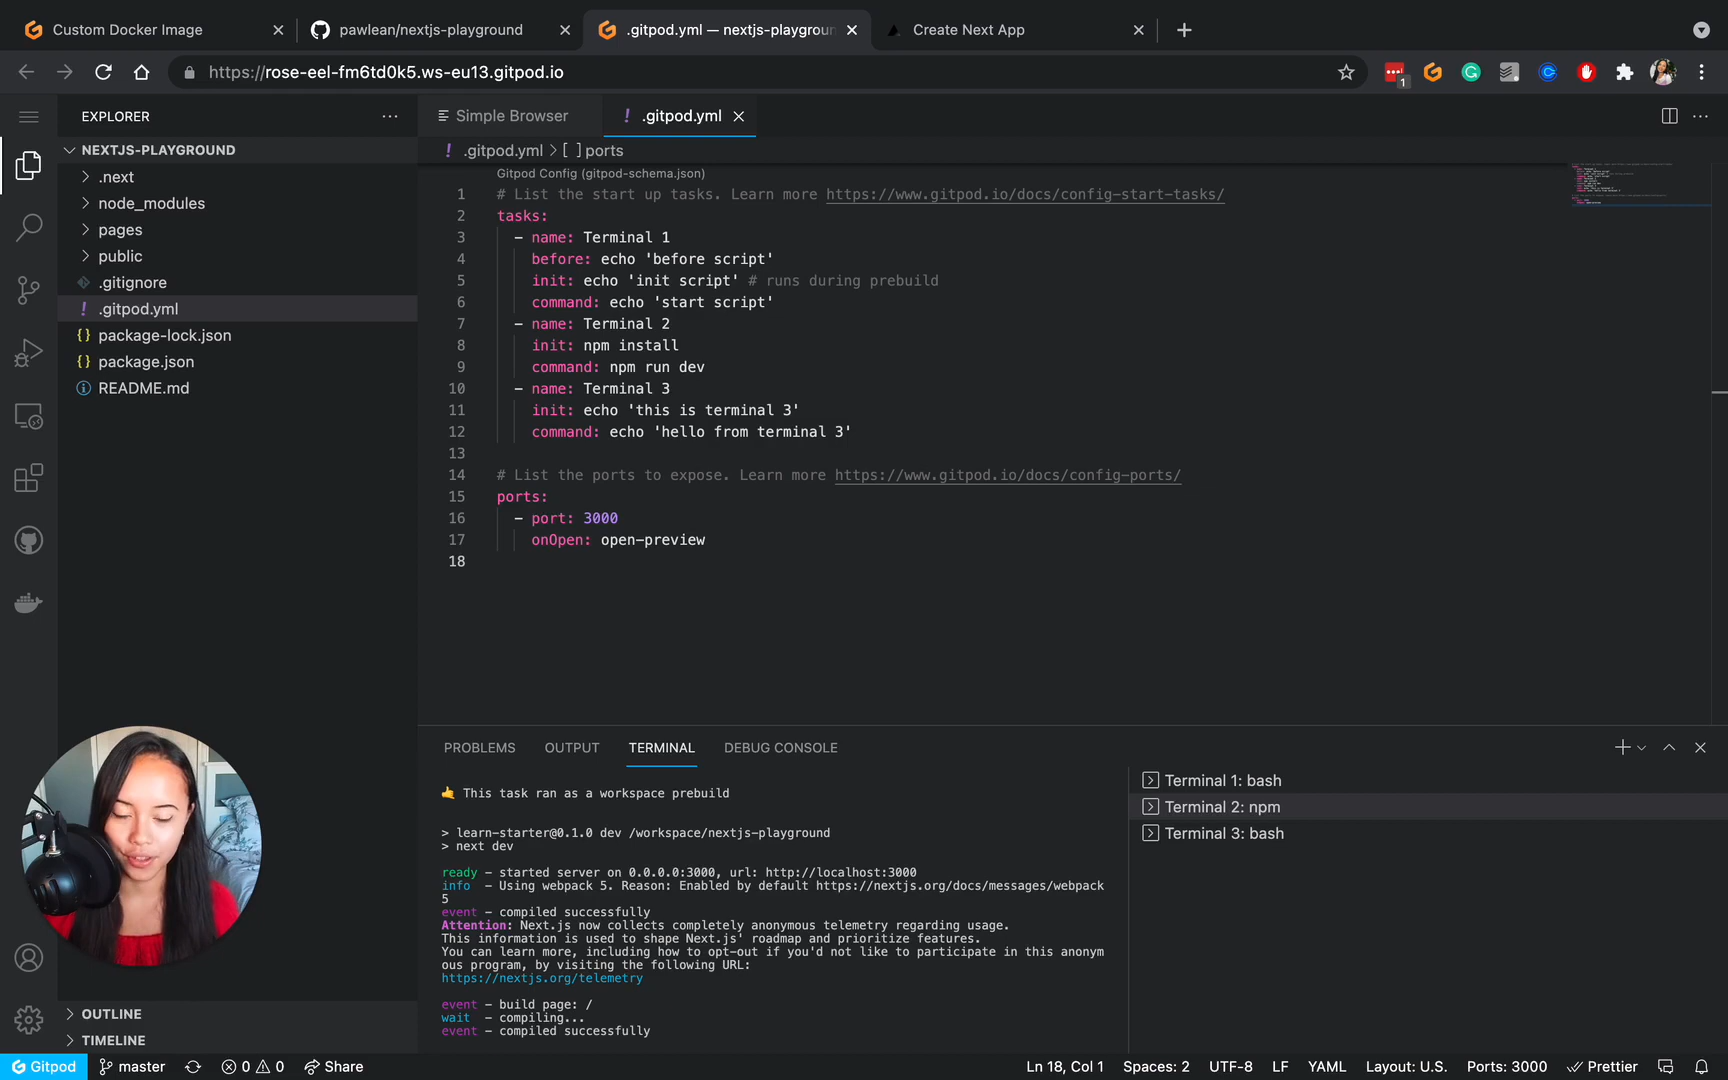 Custom Docker Image
pawlean/nextjs-playground
.gitpod.yml — nextjs-playgroun
Create Next App
https://rose-eel-fm6td0k5.ws-eu13.gitpod.io
1
EXPLORER
Simple Browser
! .gitpod.yml
NEXTJS-PLAYGROUND
! .gitpod.yml > [ ] ports
.next
node_modules
pages
public
.gitignore
! .gitpod.yml
{} package-lock.json
{} package.json
README.md
Gitpod Config (gitpod-schema.json)
1 # List the start up tasks. Learn more https://www.gitpod.io/docs/config-start-tasks/
2 tasks:
3 - name: Terminal 1
4 before: echo 'before script'
5 init: echo 'init script' # runs during prebuild
6 command: echo 'start script'
7 - name: Terminal 2
8 init: npm install
9 command: npm run dev
10 - name: Terminal 3
11 init: echo 'this is terminal 3'
12 command: echo 'hello from terminal 3'
13
14 # List the ports to expose. Learn more https://www.gitpod.io/docs/config-ports/
15 ports:
16 - port: 3000
17 onOpen: open-preview
18
PROBLEMS OUTPUT TERMINAL DEBUG CONSOLE
🤙 This task ran as a workspace prebuild
> learn-starter@0.1.0 dev /workspace/nextjs-playground
> next dev
ready - started server on 0.0.0.0:3000, url: http://localhost:3000
info - Using webpack 5. Reason: Enabled by default https://nextjs.org/docs/messages/webpack
5
event - compiled successfully
Attention: Next.js now collects completely anonymous telemetry regarding usage.
This information is used to shape Next.js' roadmap and prioritize features.
You can learn more, including how to opt-out if you'd not like to participate in this anonym
ous program, by visiting the following URL:
https://nextjs.org/telemetry
event - build page: /
wait - compiling...
event - compiled successfully
Terminal 1: bash
Terminal 2: npm
Terminal 3: bash
OUTLINE
TIMELINE
Gitpod master 0 0 Share
Ln 18, Col 1 Spaces: 2 UTF-8 LF YAML Layout: U.S. Ports: 3000 Prettier